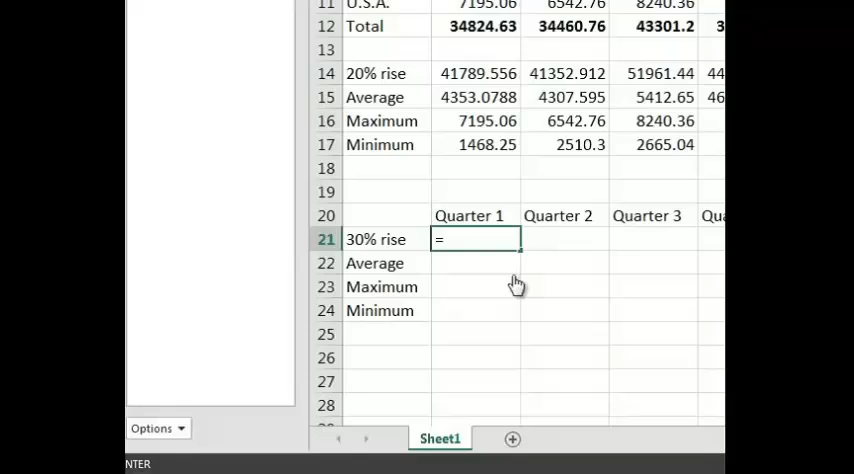 11 U.S.A. 7195.06 6542.76 8240.36
12 Total 34824.63 34460.76 43301.2 3
13
14 20% rise 41789.556 41352.912 51961.44 44
15 Average 4353.0788 4307.595 5412.65 46
16 Maximum 7195.06 6542.76 8240.36
17 Minimum 1468.25 2510.3 2665.04
18
19
20 Quarter 1 Quarter 2 Quarter 3 Qua
21 30% rise =
22 Average
23 Maximum
24 Minimum
25
26
27
28
Options
Sheet1
NTER